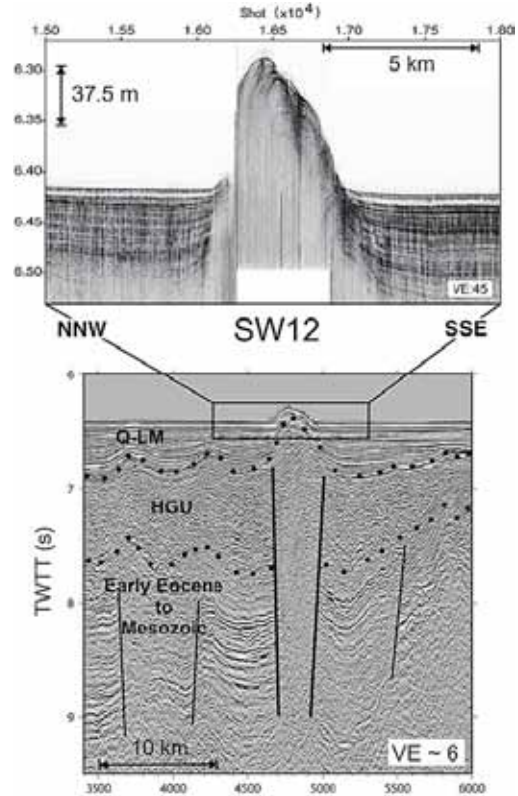 Shot (x10⁴)
1.50 1.55 1.60 1.65 1.70 1.75 1.80
6.30
6.35
6.40
6.45
6.50
37.5 m
5 km
VE:45
NNW SW12 SSE
6
7
8
9
TWTT (s)
Q-LM
HGU
Early Eocene
to
Mesozoic
10 km
VE ~ 6
3500 4000 4500 5000 5500 6000